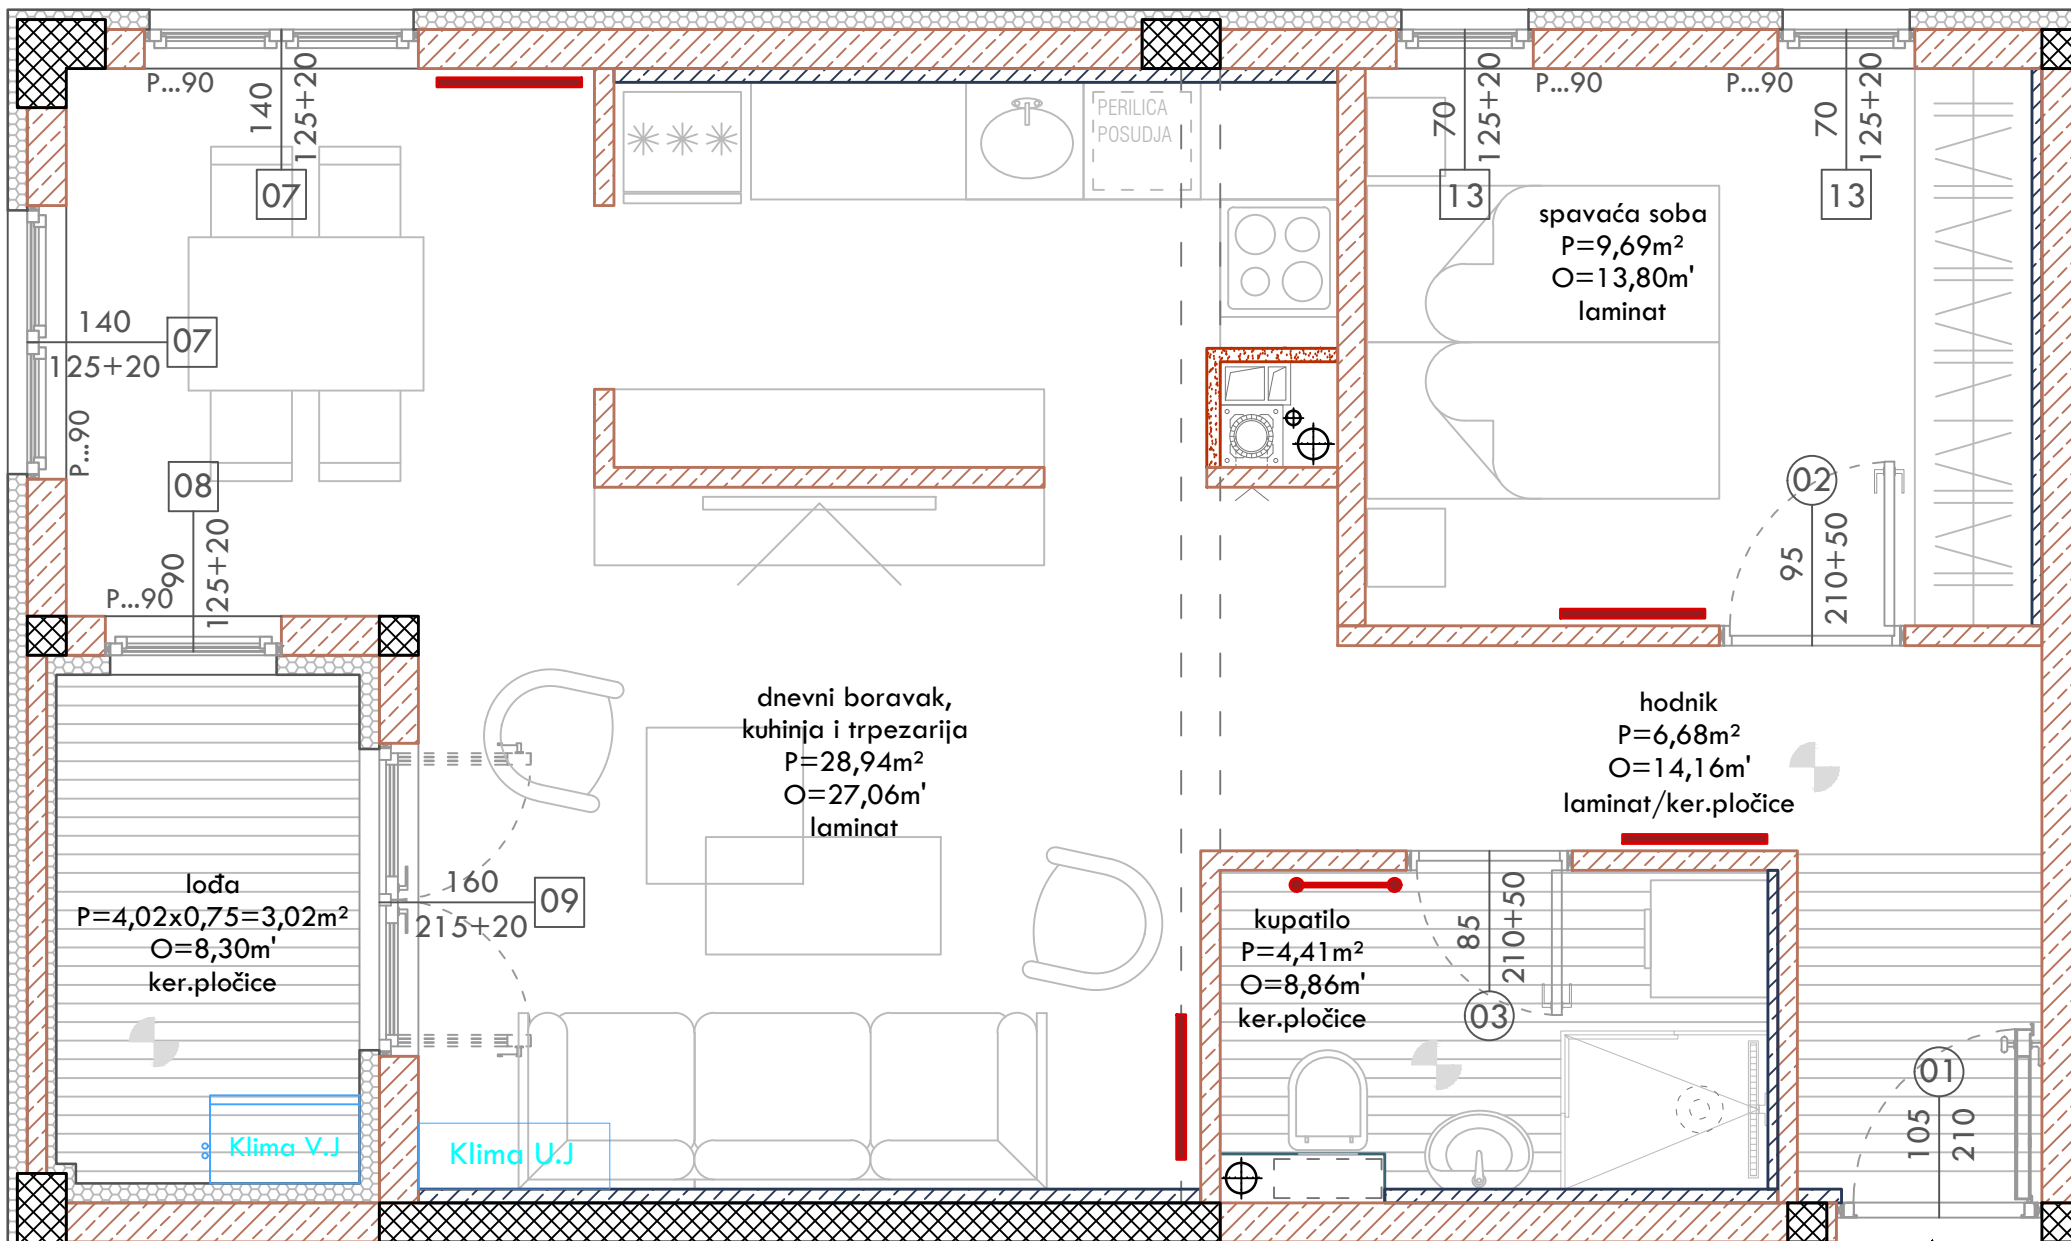 P...90
140
125+20
07
PERILICA
POSUDJA
70
125+20
P...90
13
P...90
70
125+20
13
spavaća soba
P=9,69m²
O=13,80m'
laminat
140
125+20
07
P...90
08
90
125+20
P...90
02
95
210+50
dnevni boravak,
kuhinja i trpezarija
P=28,94m²
O=27,06m'
laminat
hodnik
P=6,68m²
O=14,16m'
laminat/ker.pločice
lođa
P=4,02x0,75=3,02m²
O=8,30m'
ker.pločice
160
215+20
09
kupatilo
P=4,41m²
O=8,86m'
ker.pločice
85
210+50
03
01
105
210
Klima V.J
Klima U.J